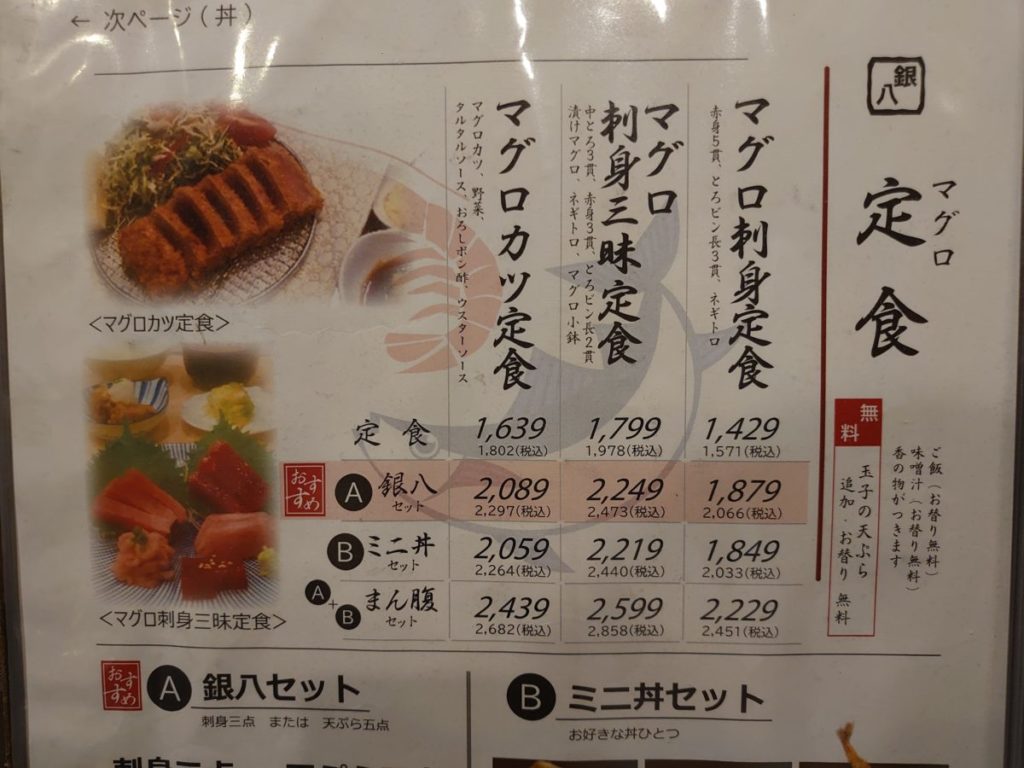 ← 次ページ(丼)
銀八
マグロ
定食
無料
玉子の天ぷら
追加・お替り 無料
ご飯(お替り無料)
味噌汁(お替り無料)
香の物がつきます
マグロ刺身定食
赤身5貫、とろビン長3貫、ネギトロ
マグロ
刺身三昧定食
中とろ3貫、赤身3貫、とろビン長2貫
漬けマグロ、ネギトロ、マグロ小鉢
マグロカツ定食
マグロカツ、野菜、
タルタルソース、おろしポン酢、ウスターソース
<マグロカツ定食>
<マグロ刺身三昧定食>
定食 1,639 1,799 1,429
1,802(税込) 1,978(税込) 1,571(税込)
おすすめ A 銀八 2,089 2,249 1,879
セット 2,297(税込) 2,473(税込) 2,066(税込)
B ミニ丼 2,059 2,219 1,849
セット 2,264(税込) 2,440(税込) 2,033(税込)
A+B まん腹 2,439 2,599 2,229
セット 2,682(税込) 2,858(税込) 2,451(税込)
おすすめ A 銀八セット
刺身三点 または 天ぷら五点
B ミニ丼セット
お好きな丼ひとつ
刺身三点